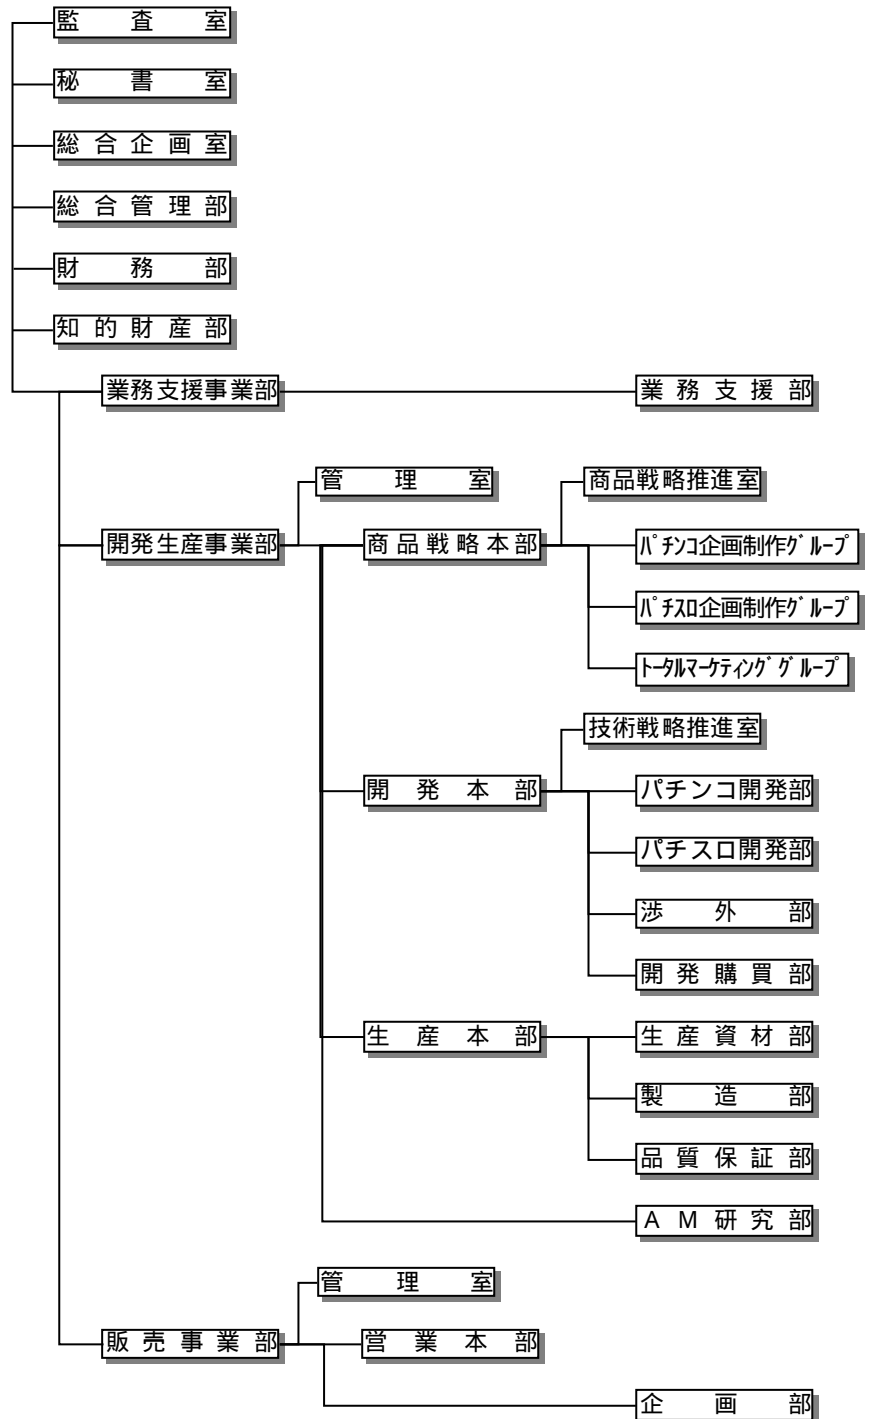 監査室
秘書室
総合企画室
総合管理部
財務部
知的財産部
業務支援事業部
業務支援部
管理室
商品戦略推進室
開発生産事業部
商品戦略本部
ﾊﾟﾁﾝｺ企画制作ｸﾞﾙｰﾌﾟ
ﾊﾟﾁｽﾛ企画制作ｸﾞﾙｰﾌﾟ
ﾄｰﾀﾙﾏｰｹﾃｨﾝｸﾞｸﾞﾙｰﾌﾟ
技術戦略推進室
開発本部
パチンコ開発部
パチスロ開発部
渉外部
開発購買部
生産本部
生産資材部
製造部
品質保証部
ＡＭ研究部
管理室
販売事業部
営業本部
企画部